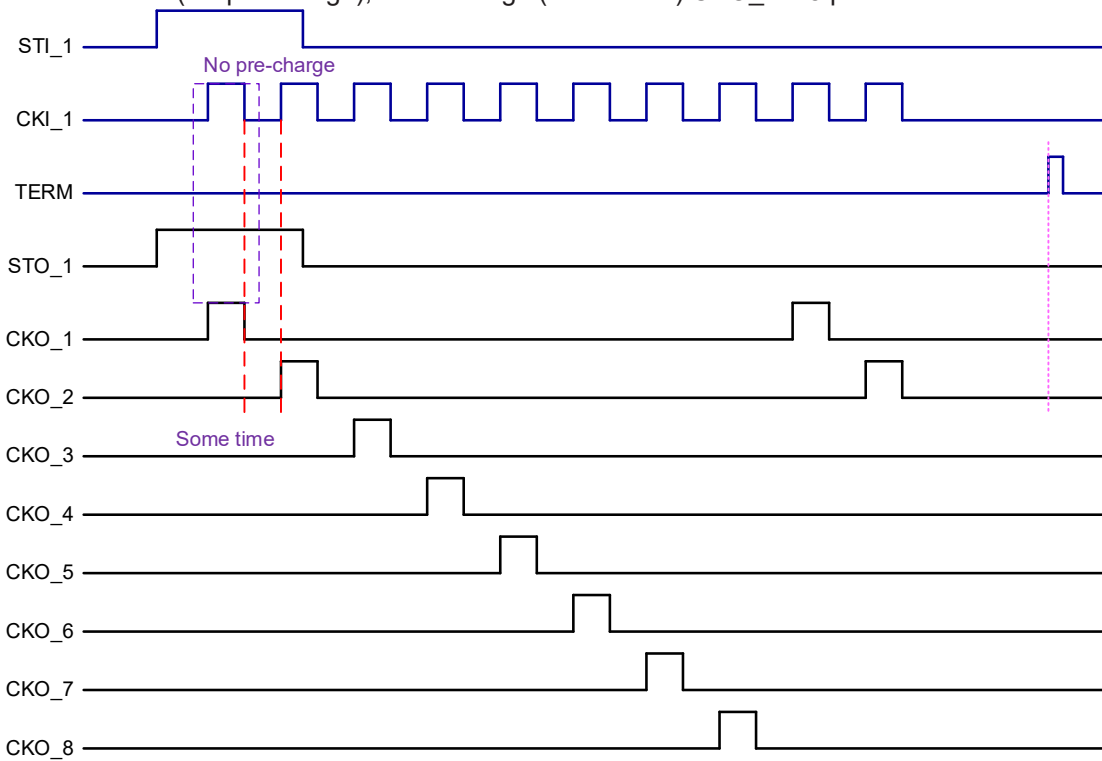 STI_1
No pre-charge
CKI_1
TERM
STO_1
CKO_1
CKO_2
Some time
CKO_3
CKO_4
CKO_5
CKO_6
CKO_7
CKO_8